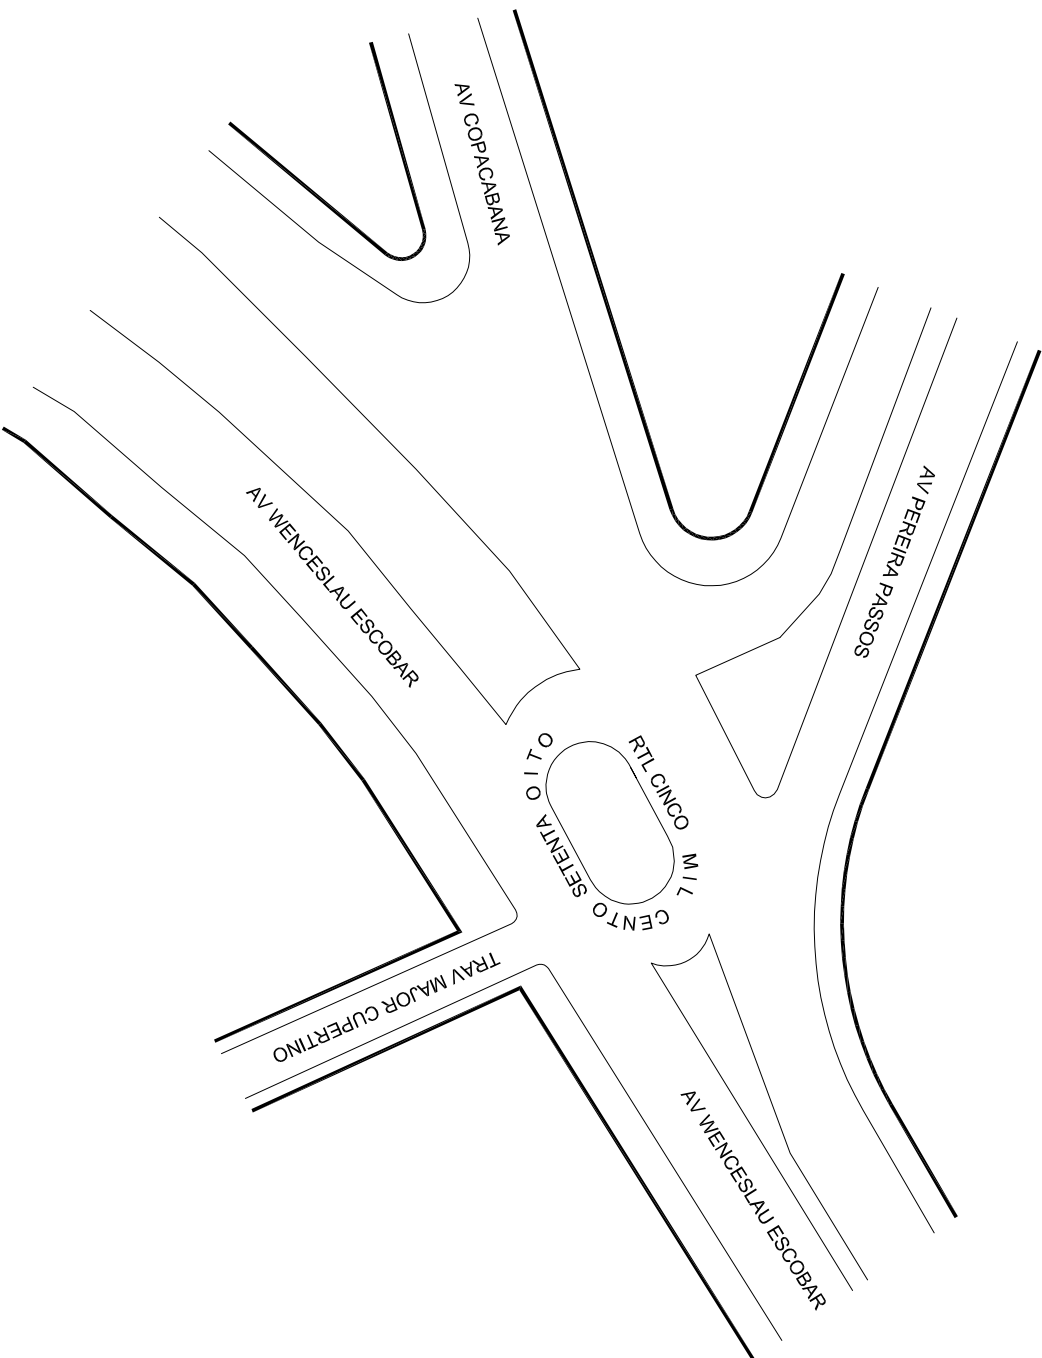 AV COPACABANA
AV WENCESLAU ESCOBAR
AV PEREIRA PASSOS
RTL CINCO MIL CENTO SETENTA OITO
TRAV MAJOR CUPERTINO
AV WENCESLAU ESCOBAR